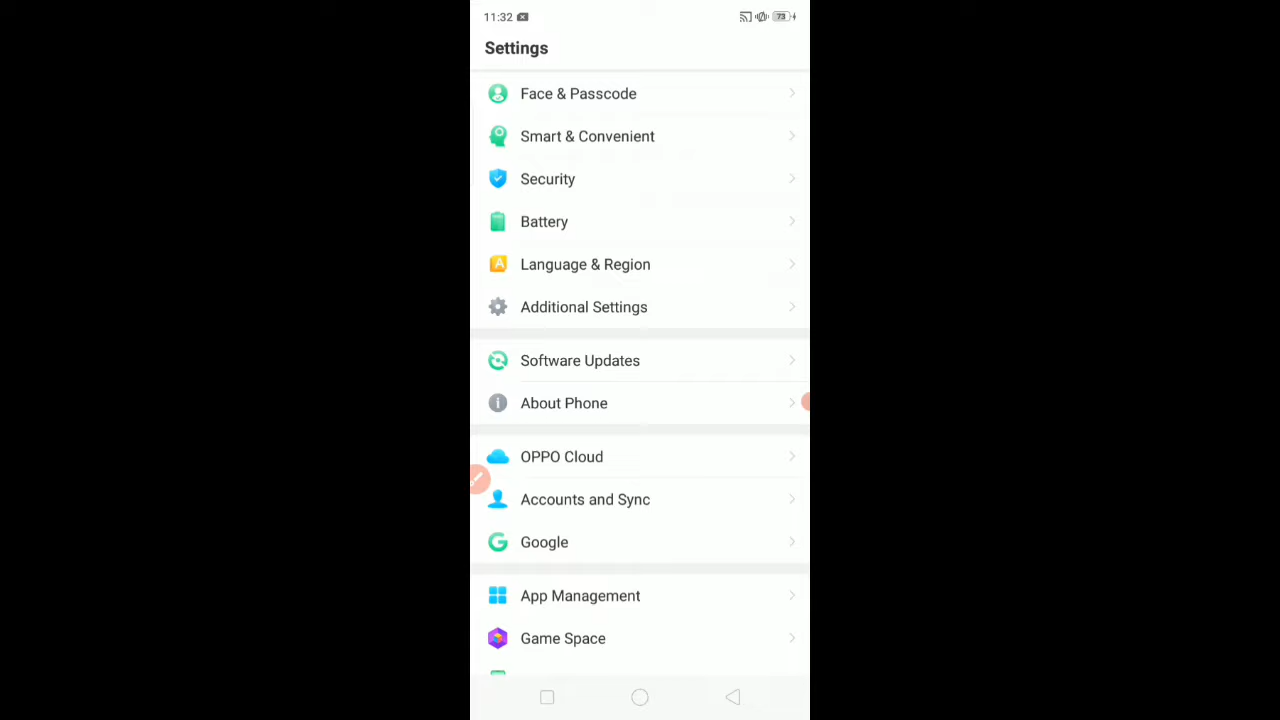 11:32
73
Settings
Face & Passcode
Smart & Convenient
Security
Battery
A
Language & Region
Additional Settings
Software Updates
About Phone
OPPO Cloud
Accounts and Sync
G
Google
App Management
Game Space